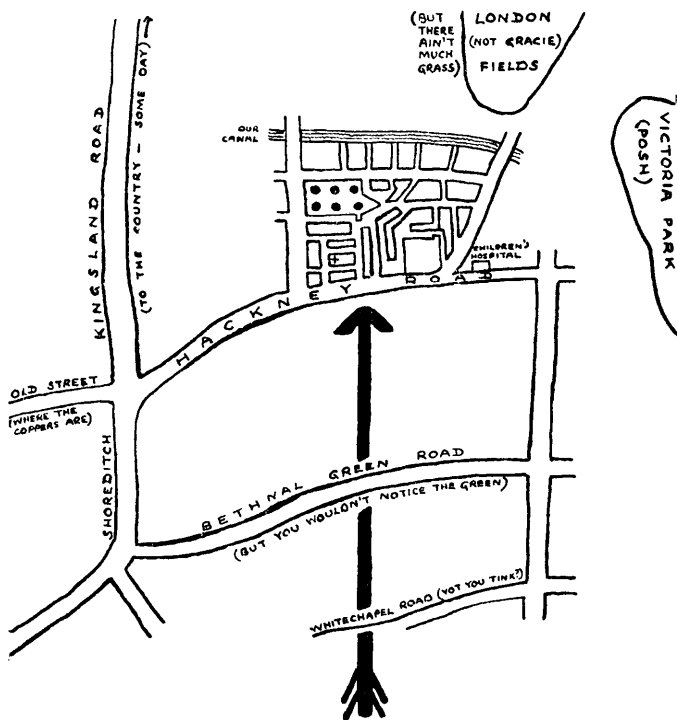 (BUT
THERE
AIN'T
MUCH
GRASS)
LONDON
(NOT GRACIE)
FIELDS
VICTORIA PARK
(POSH)
KINGSLAND ROAD
(TO THE COUNTRY - SOME DAY)
OUR
CANAL
CHILDREN'S
HOSPITAL
HACKNEY ROAD
OLD STREET
(WHERE THE
COPPERS ARE)
SHOREDITCH
BETHNAL GREEN ROAD
(BUT YOU WOULDN'T NOTICE THE GREEN)
WHITECHAPEL ROAD (VOT YOU TINK?)